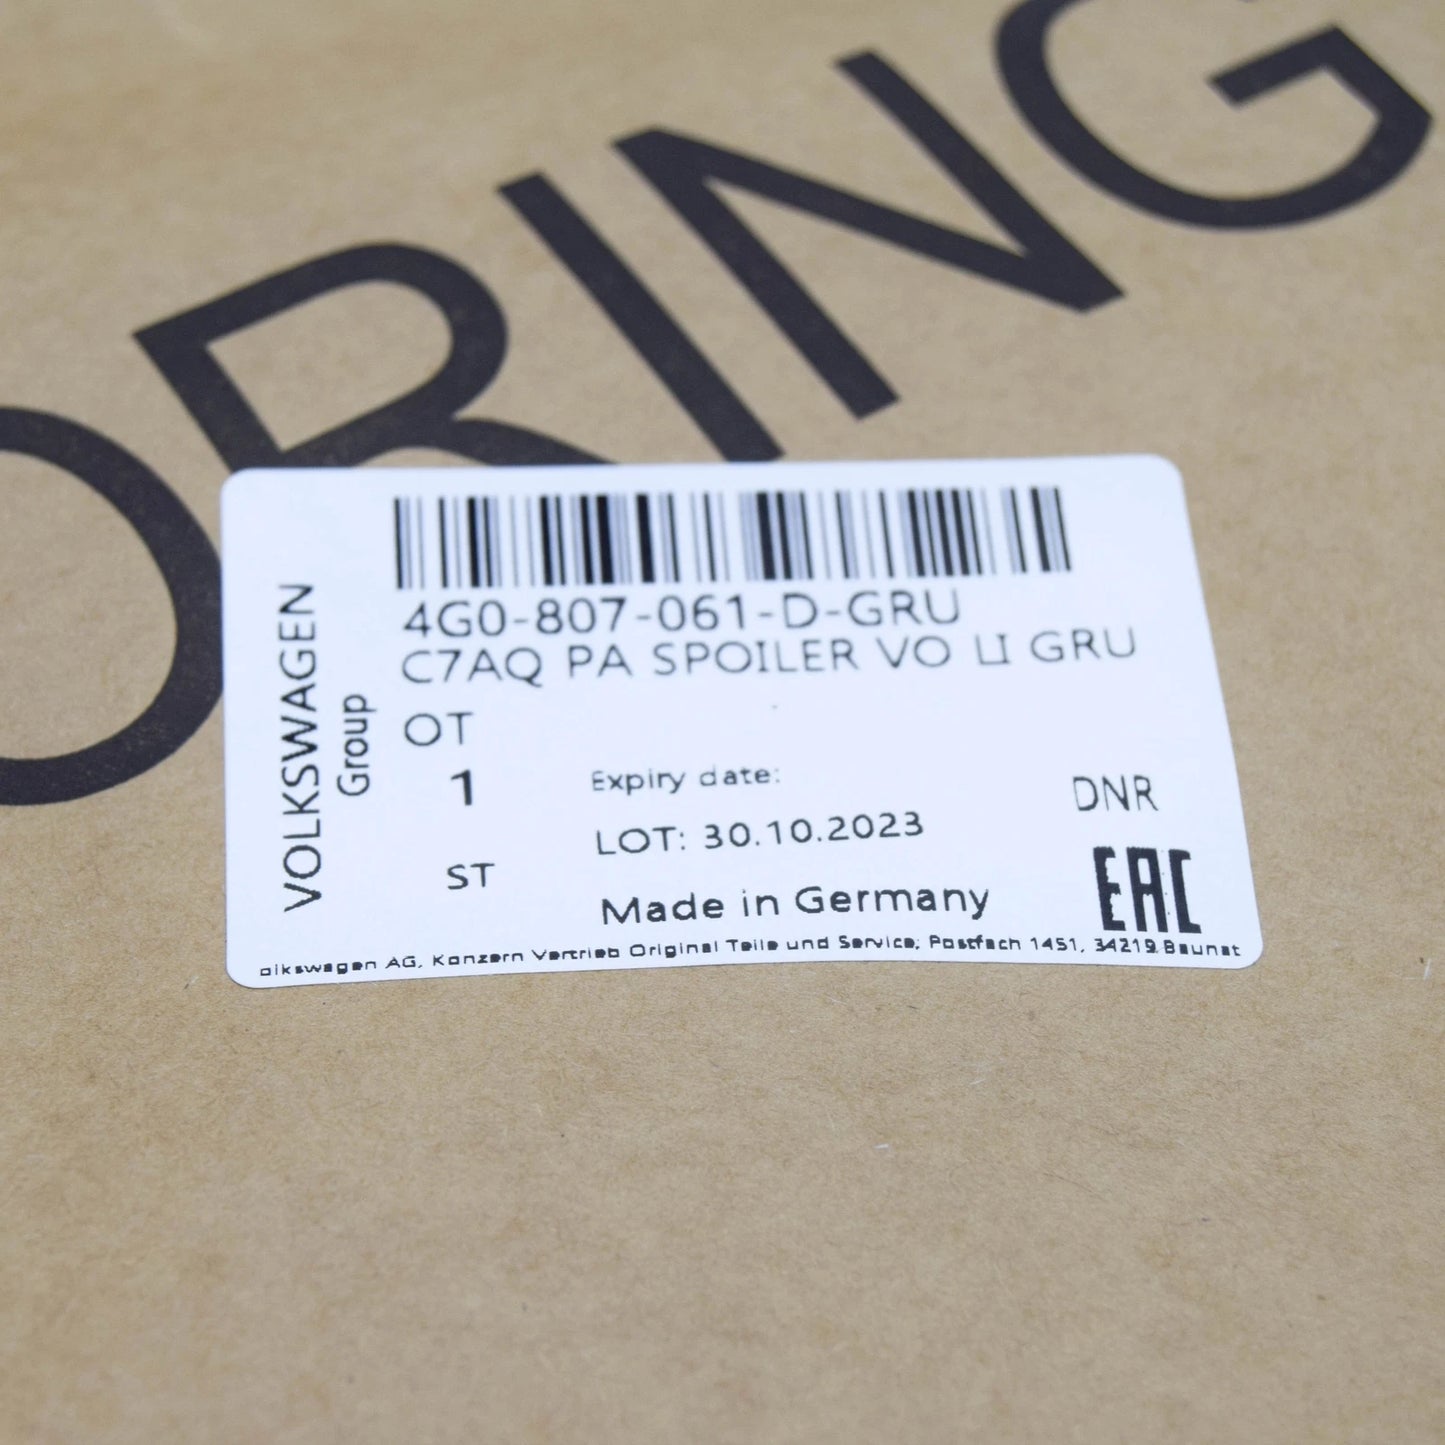 ORING
4G0-807-061-D-GRU
C7AQ PA SPOILER VO LI GRU
VOLKSWAGEN
Group
OT
1
Expiry date:
DNR
LOT: 30.10.2023
ST
EAC
Made in Germany
olkswagen AG, Konzern Vertrieb Original Teile und Service, Postfach 1451, 34219 Baunat